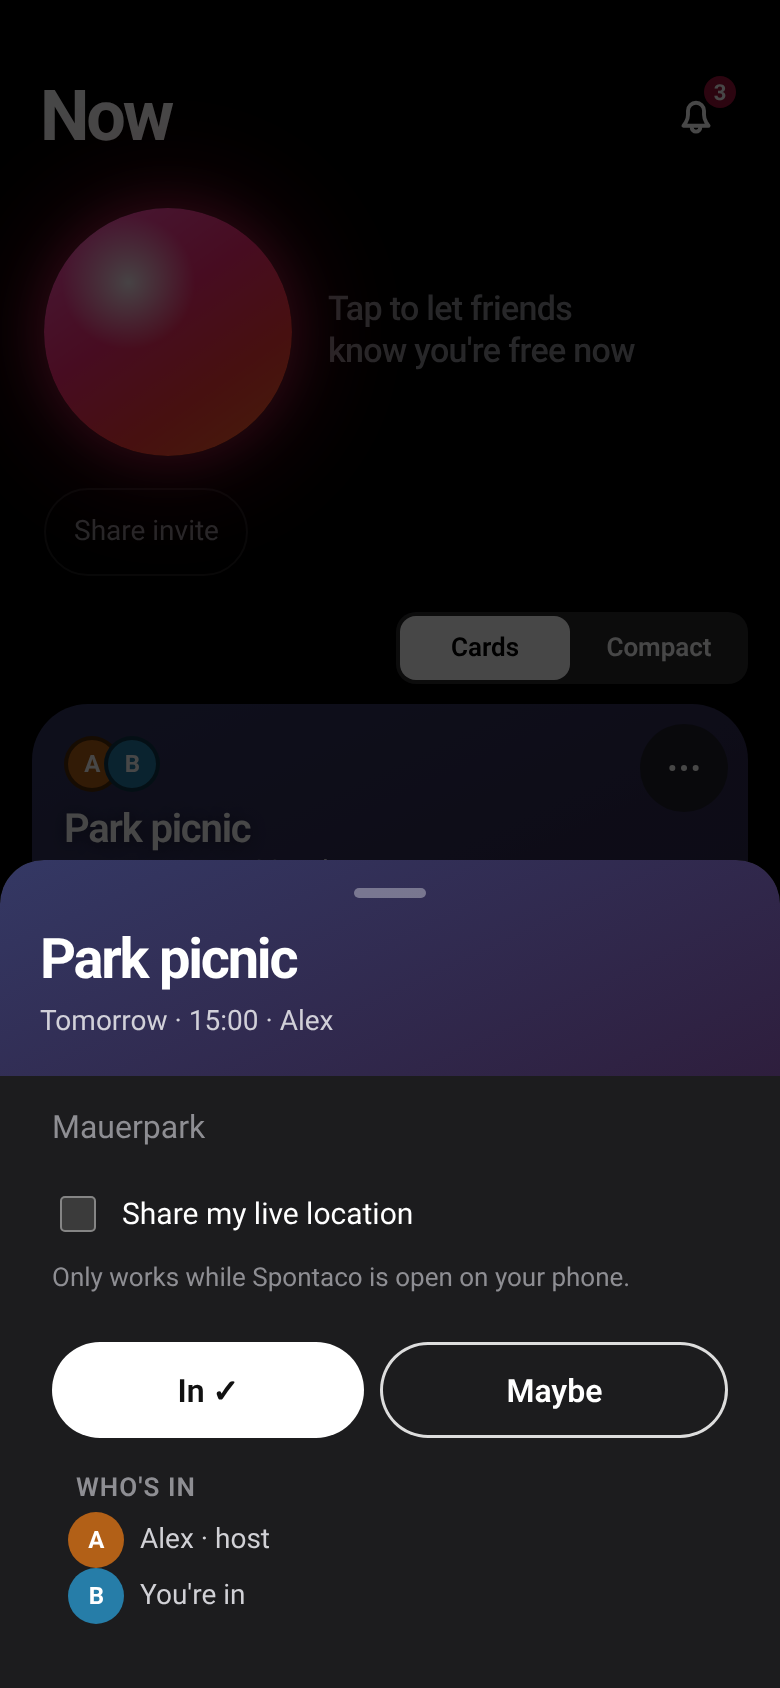 Now
3
Tap to let friends
know you're free now
Share invite
Cards
Compact
A
B
Park picnic
Park picnic
Tomorrow · 15:00 · Alex
Mauerpark
Share my live location
Only works while Spontaco is open on your phone.
In ✓
Maybe
WHO'S IN
A
Alex · host
B
You're in